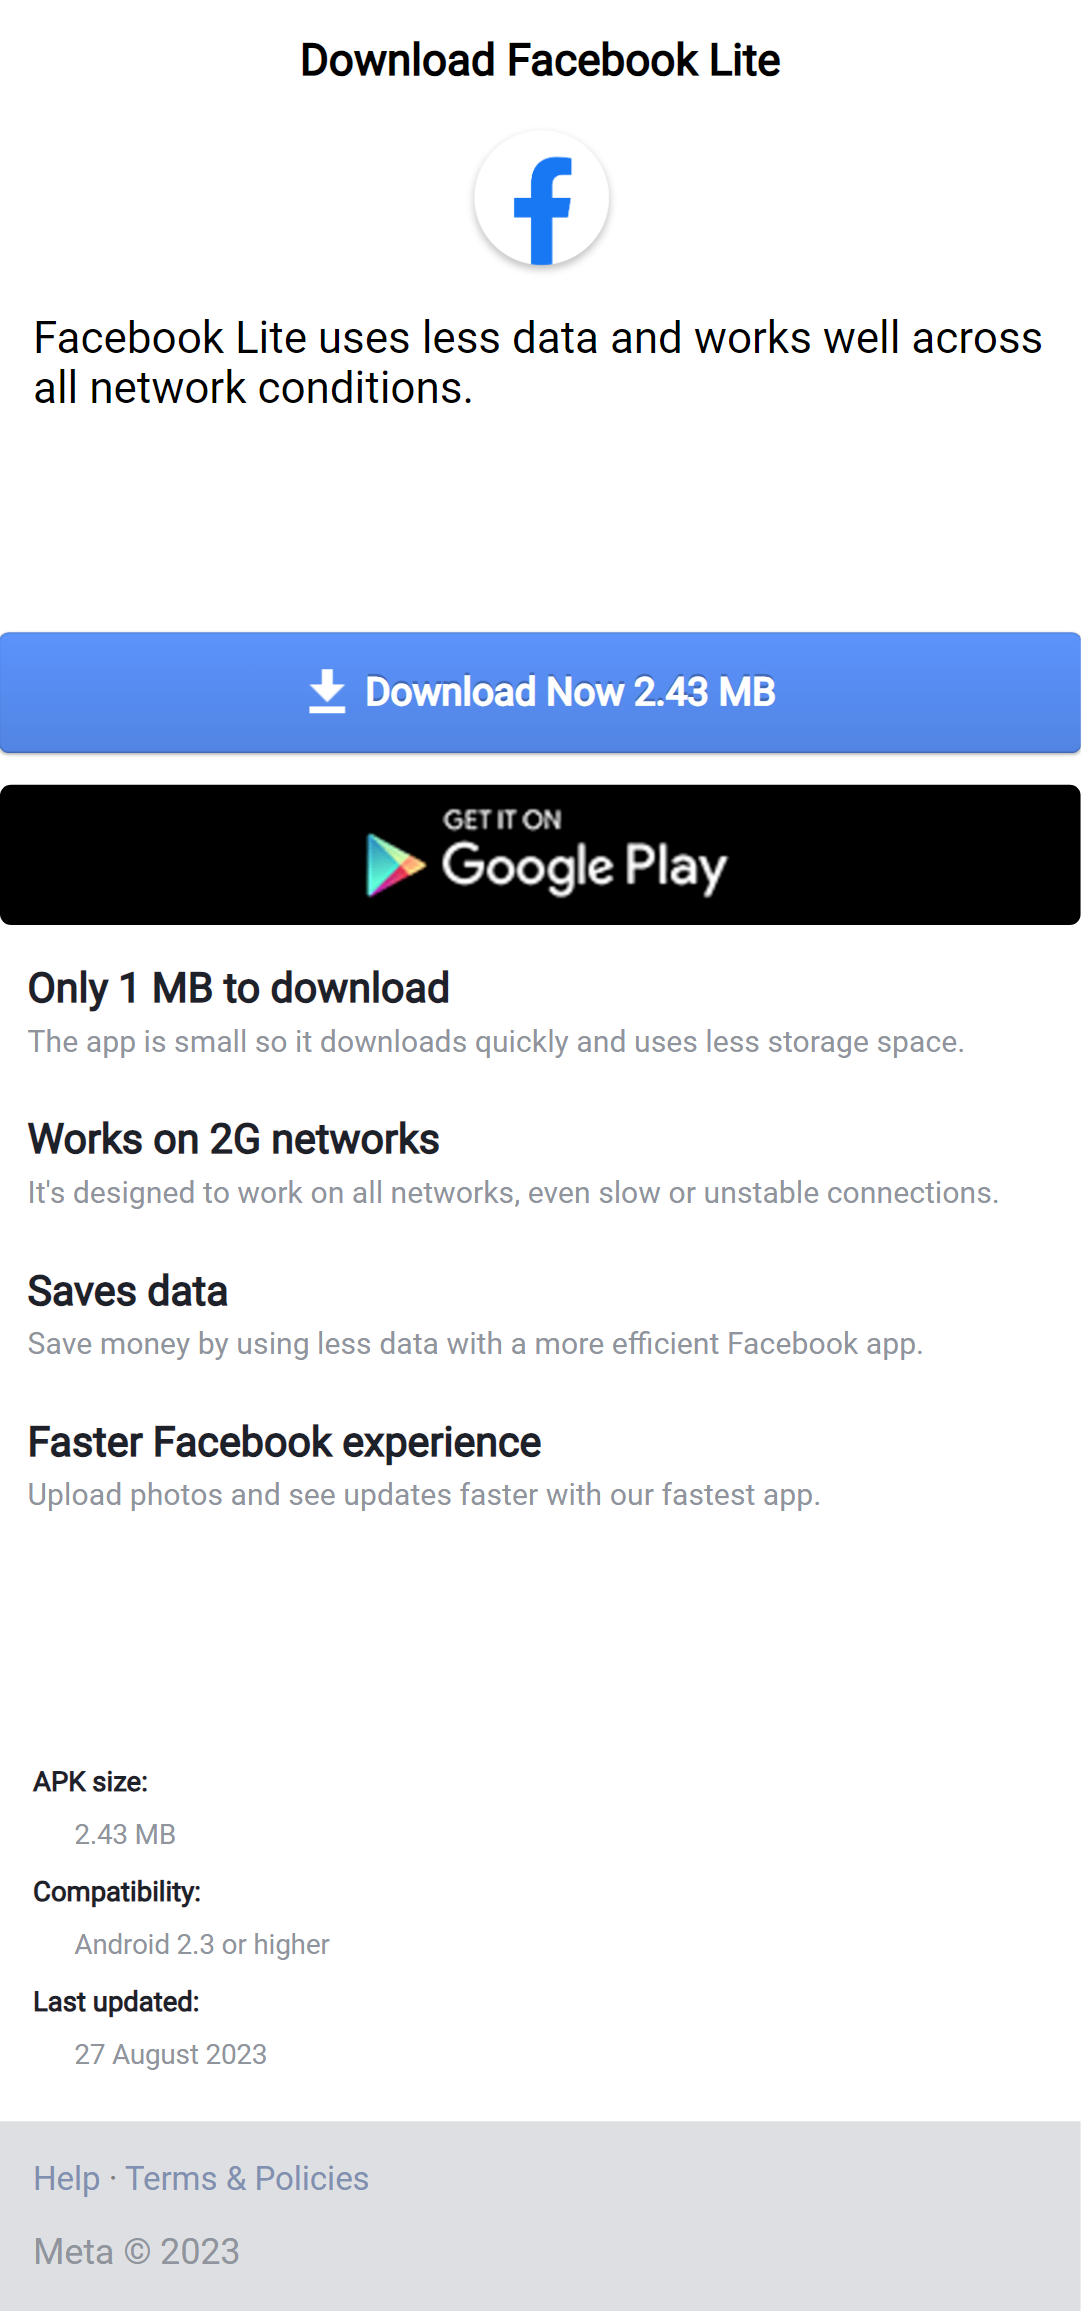 Download Facebook Lite
Facebook Lite uses less data and works well across
all network conditions.
Download Now 2.43 MB
GET IT ON
Google Play
Only 1 MB to download
The app is small so it downloads quickly and uses less storage space.
Works on 2G networks
It's designed to work on all networks, even slow or unstable connections.
Saves data
Save money by using less data with a more efficient Facebook app.
Faster Facebook experience
Upload photos and see updates faster with our fastest app.
APK size:
2.43 MB
Compatibility:
Android 2.3 or higher
Last updated:
27 August 2023
Help · Terms & Policies
Meta © 2023